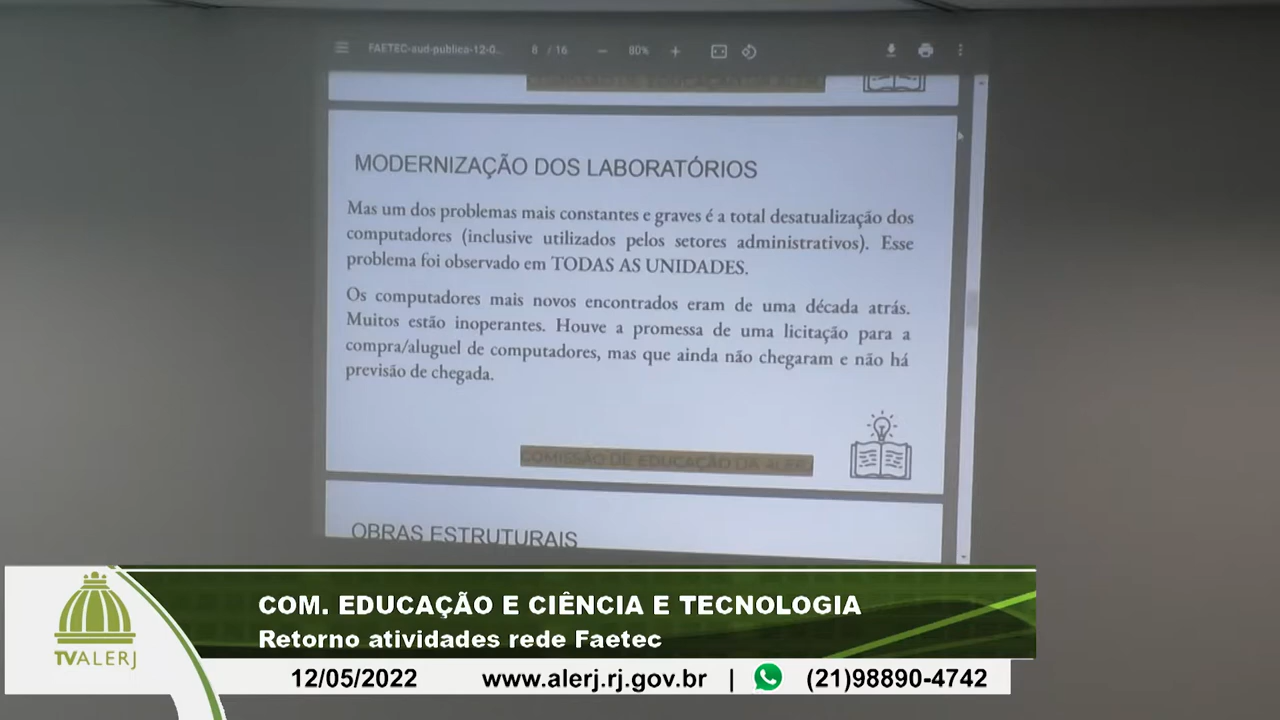 FAETEC-aud-publica-12-0... 8 / 16 80%
MODERNIZAÇÃO DOS LABORATÓRIOS
Mas um dos problemas mais constantes e graves é a total desatualização dos
computadores (inclusive utilizados pelos setores administrativos). Esse
problema foi observado em TODAS AS UNIDADES.
Os computadores mais novos encontrados eram de uma década atrás.
Muitos estão inoperantes. Houve a promessa de uma licitação para a
compra/aluguel de computadores, mas que ainda não chegaram e não há
previsão de chegada.
COMISSÃO DE EDUCAÇÃO DA ALERJ
OBRAS ESTRUTURAIS
COM. EDUCAÇÃO E CIÊNCIA E TECNOLOGIA
Retorno atividades rede Faetec
TVALERJ
12/05/2022 www.alerj.rj.gov.br | (21)98890-4742